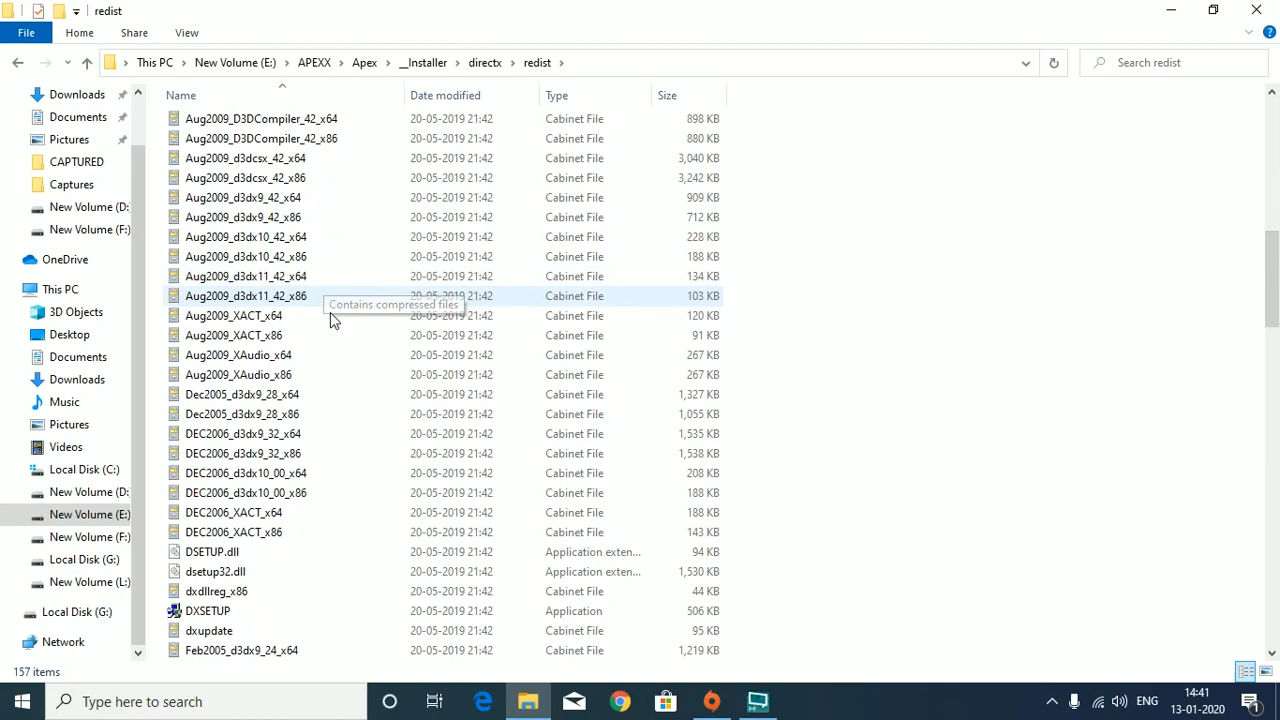 redist
File Home Share View
This PC New Volume (E:) APEXX Apex __Installer directx redist Search redist
Name Date modified Type Size
Downloads
Documents
Pictures
CAPTURED
Captures
New Volume (D:
New Volume (F:)
OneDrive
This PC
3D Objects
Desktop
Documents
Downloads
Music
Pictures
Videos
Local Disk (C:)
New Volume (D:
New Volume (E:)
New Volume (F:)
Local Disk (G:)
New Volume (L:)
Local Disk (G:)
Network
Aug2009_D3DCompiler_42_x64 20-05-2019 21:42 Cabinet File 898 KB
Aug2009_D3DCompiler_42_x86 20-05-2019 21:42 Cabinet File 880 KB
Aug2009_d3dcsx_42_x64 20-05-2019 21:42 Cabinet File 3,040 KB
Aug2009_d3dcsx_42_x86 20-05-2019 21:42 Cabinet File 3,242 KB
Aug2009_d3dx9_42_x64 20-05-2019 21:42 Cabinet File 909 KB
Aug2009_d3dx9_42_x86 20-05-2019 21:42 Cabinet File 712 KB
Aug2009_d3dx10_42_x64 20-05-2019 21:42 Cabinet File 228 KB
Aug2009_d3dx10_42_x86 20-05-2019 21:42 Cabinet File 188 KB
Aug2009_d3dx11_42_x64 20-05-2019 21:42 Cabinet File 134 KB
Aug2009_d3dx11_42_x86 20-05-2019 21:42 Cabinet File 103 KB
Contains compressed files
Aug2009_XACT_x64 20-05-2019 21:42 Cabinet File 120 KB
Aug2009_XACT_x86 20-05-2019 21:42 Cabinet File 91 KB
Aug2009_XAudio_x64 20-05-2019 21:42 Cabinet File 267 KB
Aug2009_XAudio_x86 20-05-2019 21:42 Cabinet File 267 KB
Dec2005_d3dx9_28_x64 20-05-2019 21:42 Cabinet File 1,327 KB
Dec2005_d3dx9_28_x86 20-05-2019 21:42 Cabinet File 1,055 KB
DEC2006_d3dx9_32_x64 20-05-2019 21:42 Cabinet File 1,535 KB
DEC2006_d3dx9_32_x86 20-05-2019 21:42 Cabinet File 1,538 KB
DEC2006_d3dx10_00_x64 20-05-2019 21:42 Cabinet File 208 KB
DEC2006_d3dx10_00_x86 20-05-2019 21:42 Cabinet File 188 KB
DEC2006_XACT_x64 20-05-2019 21:42 Cabinet File 188 KB
DEC2006_XACT_x86 20-05-2019 21:42 Cabinet File 143 KB
DSETUP.dll 20-05-2019 21:42 Application exten... 94 KB
dsetup32.dll 20-05-2019 21:42 Application exten... 1,530 KB
dxdllreg_x86 20-05-2019 21:42 Cabinet File 44 KB
DXSETUP 20-05-2019 21:42 Application 506 KB
dxupdate 20-05-2019 21:42 Cabinet File 95 KB
Feb2005_d3dx9_24_x64 20-05-2019 21:42 Cabinet File 1,219 KB
157 items
Type here to search
ENG
14:41
13-01-2020